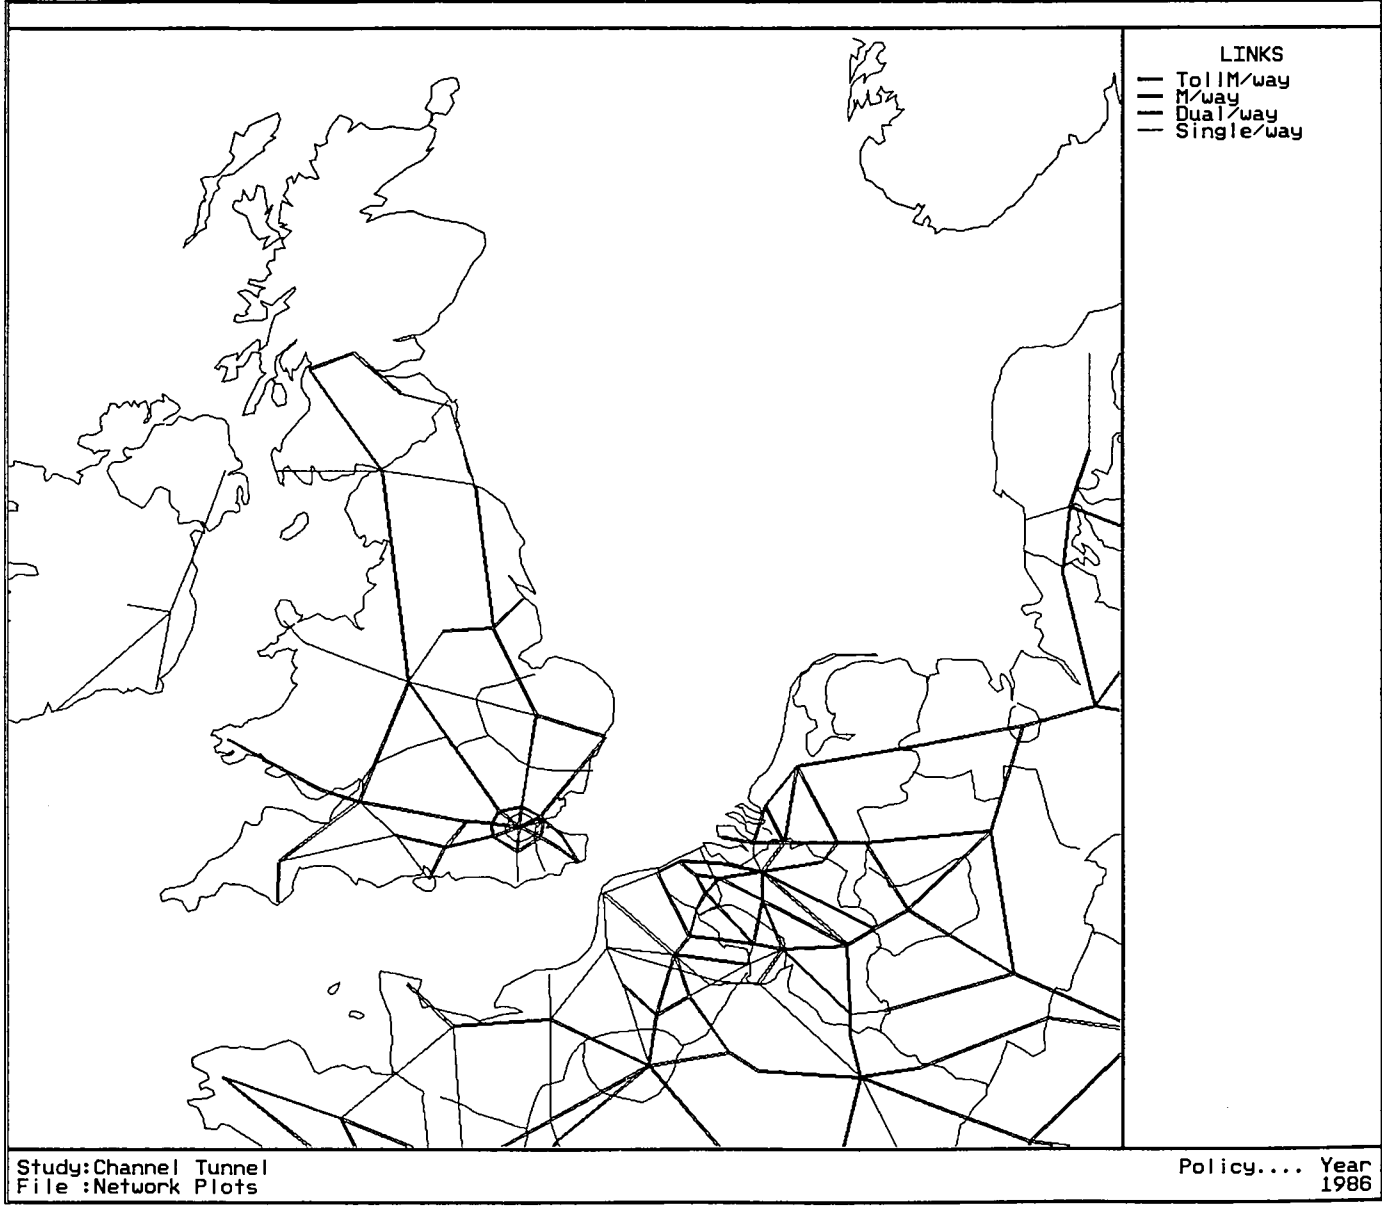 LINKS
TollM/way
M/way
Dual/way
Single/way
Study:Channel Tunnel
File :Network Plots
Policy.... Year
1986